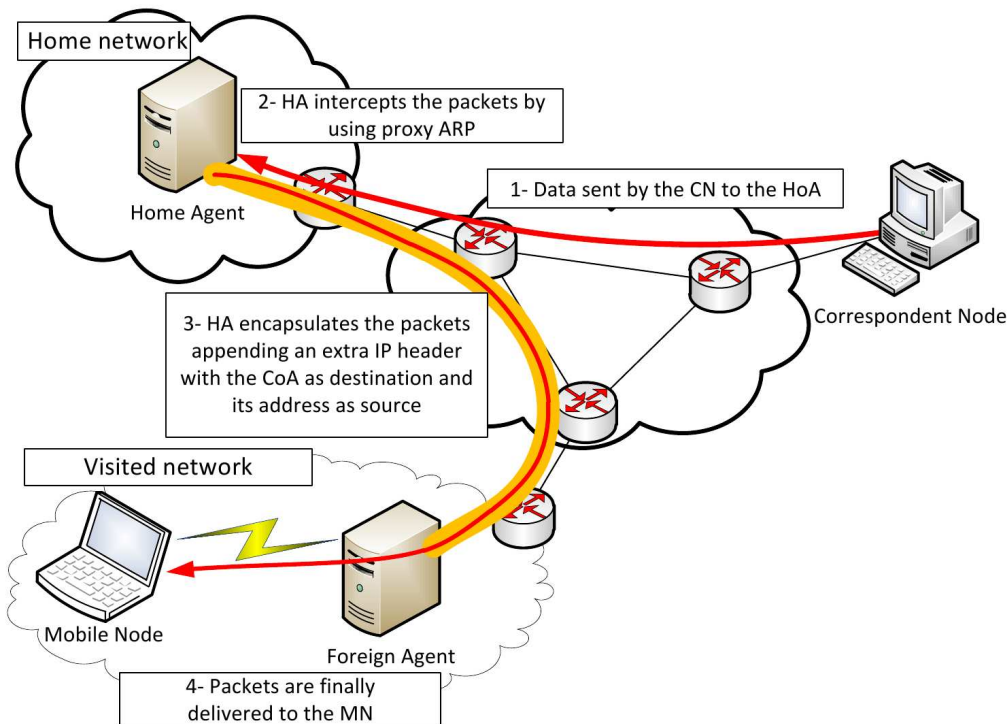 Home network
2- HA intercepts the packets by
using proxy ARP
1- Data sent by the CN to the HoA
Home Agent
Correspondent Node
3- HA encapsulates the packets
appending an extra IP header
with the CoA as destination and
its address as source
Visited network
Mobile Node
Foreign Agent
4- Packets are finally
delivered to the MN